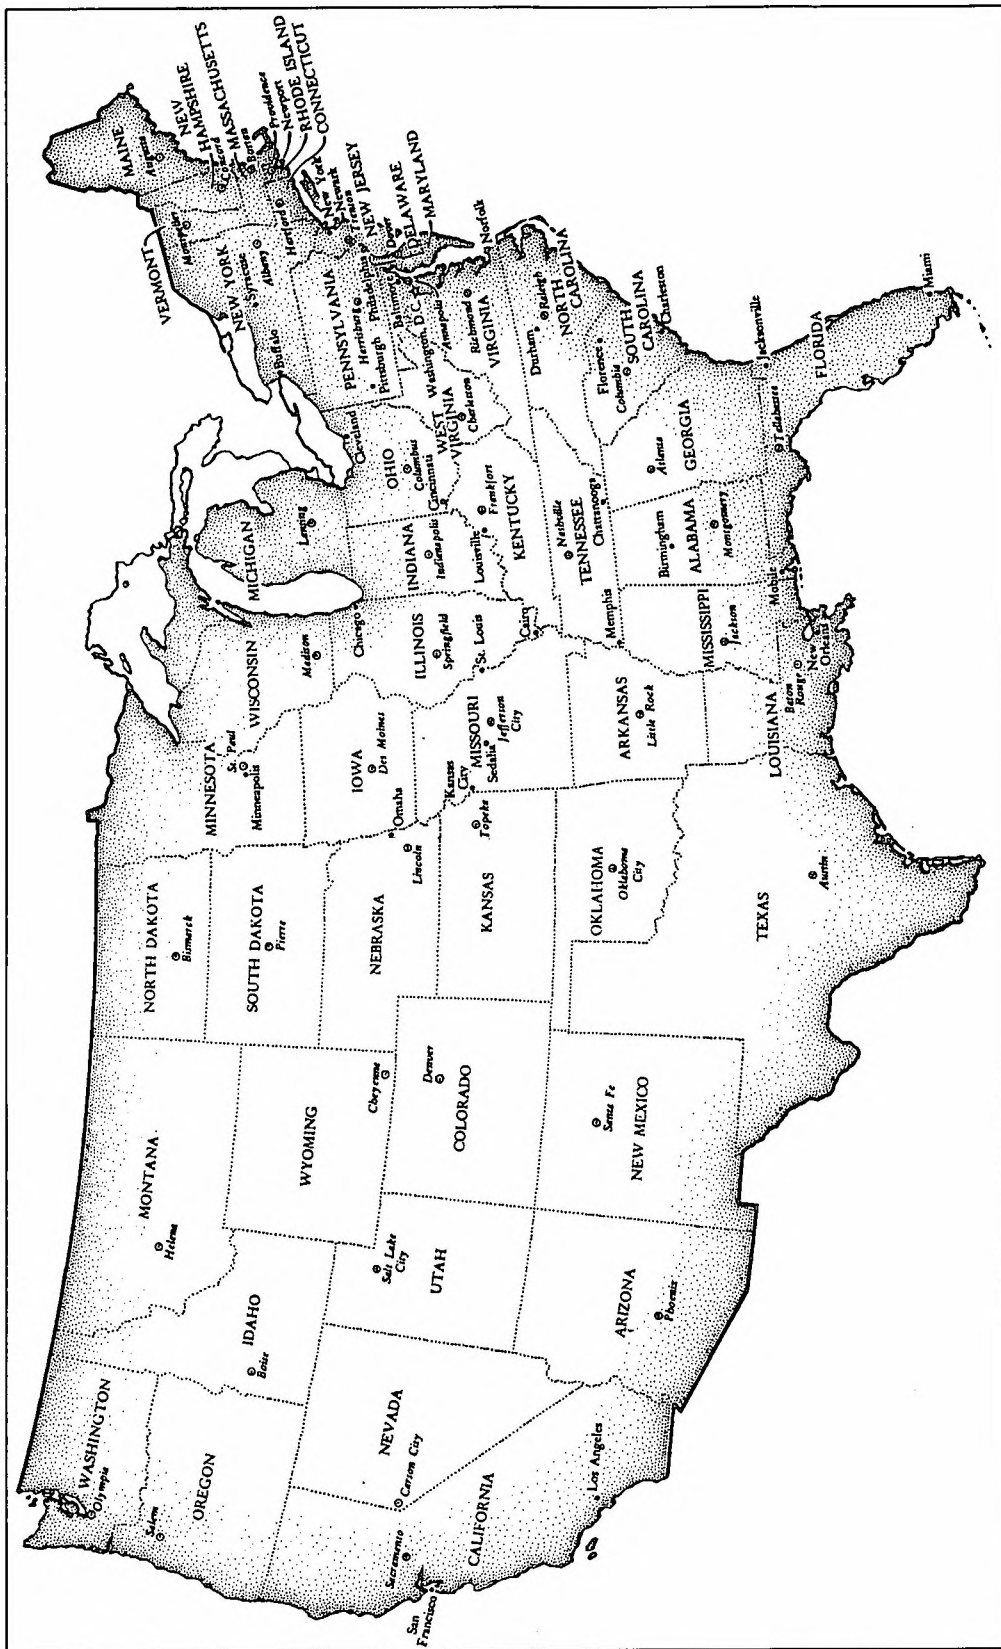 WASHINGTON
Olympia
OREGON
Salem
CALIFORNIA
Sacramento
San
Francisco
Los Angeles
NEVADA
Carson City
IDAHO
Boise
MONTANA
Helena
WYOMING
Cheyenne
UTAH
Salt Lake
City
ARIZONA
Phoenix
COLORADO
Denver
NEW MEXICO
Santa Fe
NORTH DAKOTA
Bismarck
SOUTH DAKOTA
Pierre
NEBRASKA
Lincoln
Omaha
KANSAS
Topeka
OKLAHOMA
Oklahoma
City
TEXAS
Austin
MINNESOTA
St. Paul
Minneapolis
IOWA
Des Moines
MISSOURI
Kansas
City
Sedalia
Jefferson
City
St. Louis
ARKANSAS
Little Rock
LOUISIANA
Baton
Rouge
New
Orleans
WISCONSIN
Madison
ILLINOIS
Chicago
Springfield
Cairo
MICHIGAN
Lansing
INDIANA
Indianapolis
OHIO
Cleveland
Columbus
Cincinnati
KENTUCKY
Louisville
Frankfort
TENNESSEE
Nashville
Chattanooga
Memphis
MISSISSIPPI
Jackson
ALABAMA
Birmingham
Montgomery
Mobile
GEORGIA
Atlanta
FLORIDA
Tallahassee
Jacksonville
Miami
SOUTH
CAROLINA
Florence
Columbia
Charleston
NORTH
CAROLINA
Durham
Raleigh
VIRGINIA
Richmond
Norfolk
WEST
VIRGINIA
Charleston
Washington, D.C.
Annapolis
Baltimore
MARYLAND
DELAWARE
Dover
PENNSYLVANIA
Harrisburg
Pittsburgh
Philadelphia
NEW JERSEY
Trenton
Newark
New York
NEW YORK
Buffalo
Syracuse
Albany
CONNECTICUT
Hartford
RHODE ISLAND
Newport
Providence
MASSACHUSETTS
Boston
NEW
HAMPSHIRE
Concord
VERMONT
Montpelier
MAINE
Augusta